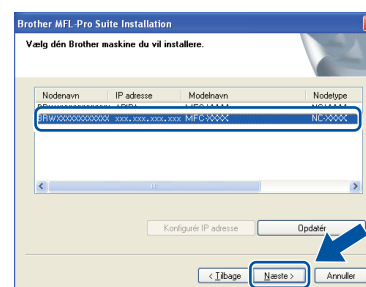 Brother MFL-Pro Suite Installation
Vælg dén Brother maskine du vil installere.
Nodenavn IP adresse Modelnavn Nodetype
BRWXXXXXXXXXXXX xxx.xxx.xxx.xxx MFC-XXXX NC-XXXX
Konfigurér IP adresse Opdatér
< Tilbage Næste > Annuller